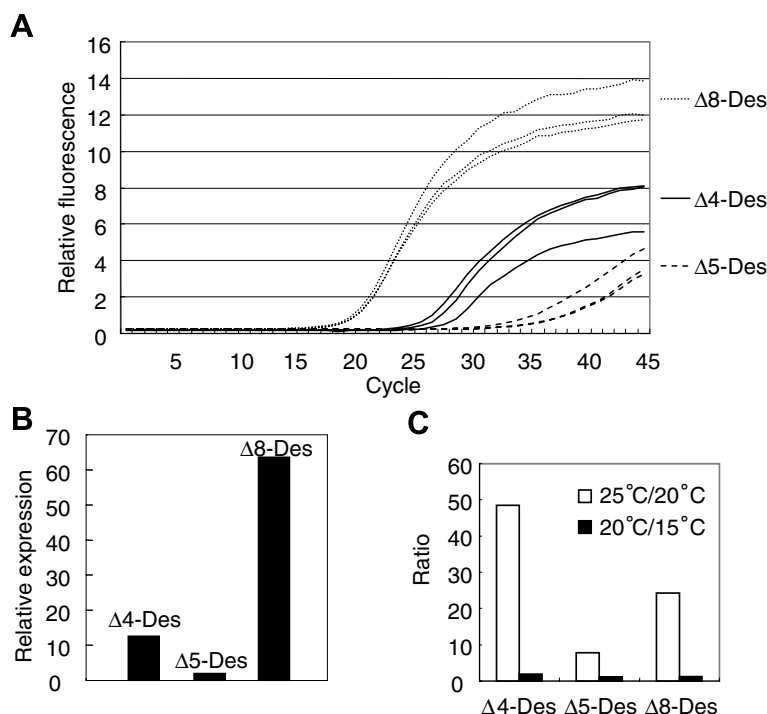 A
Relative fluorescence
16
14
12
10
8
6
4
2
0
5 10 15 20 25 30 35 40 45
Cycle
Δ8-Des
Δ4-Des
Δ5-Des
B
Relative expression
70
60
50
40
30
20
10
0
Δ4-Des
Δ5-Des
Δ8-Des
C
Ratio
60
50
40
30
20
10
0
25°C/20°C
20°C/15°C
Δ4-Des Δ5-Des Δ8-Des